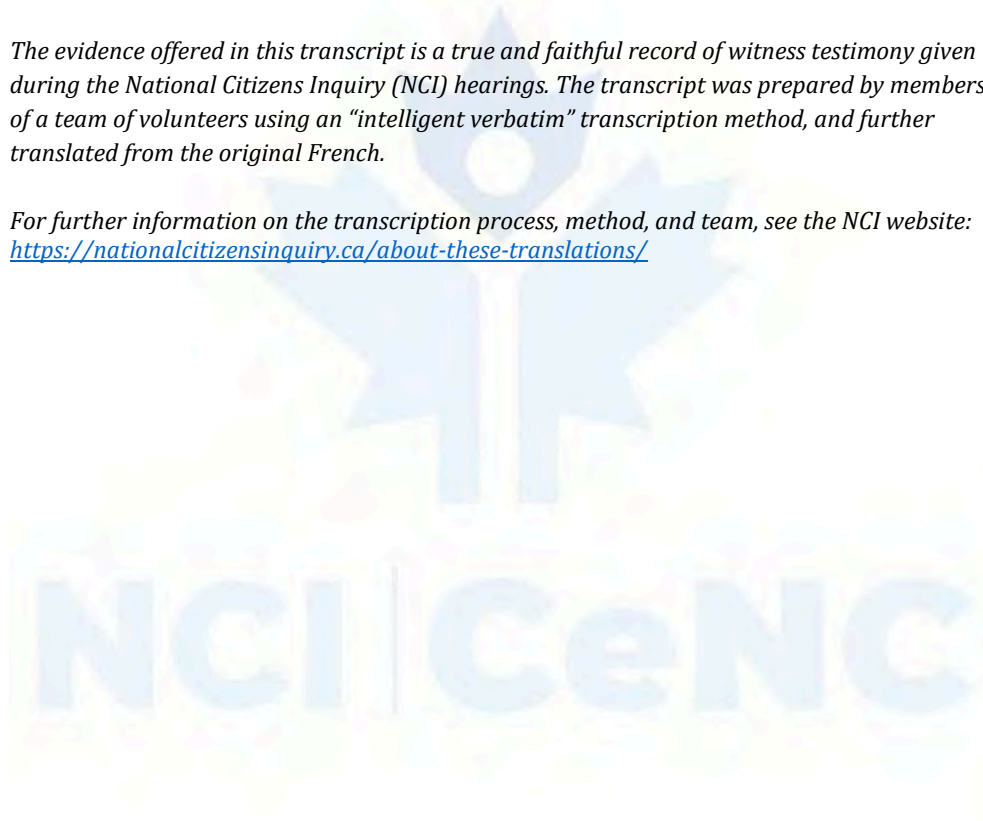 The evidence offered in this transcript is a true and faithful record of witness testimony given
during the National Citizens Inquiry (NCI) hearings. The transcript was prepared by members
of a team of volunteers using an “intelligent verbatim” transcription method, and further
translated from the original French.
For further information on the transcription process, method, and team, see the NCI website:
https://nationalcitizensinquiry.ca/about-these-translations/
NCI | CeNC